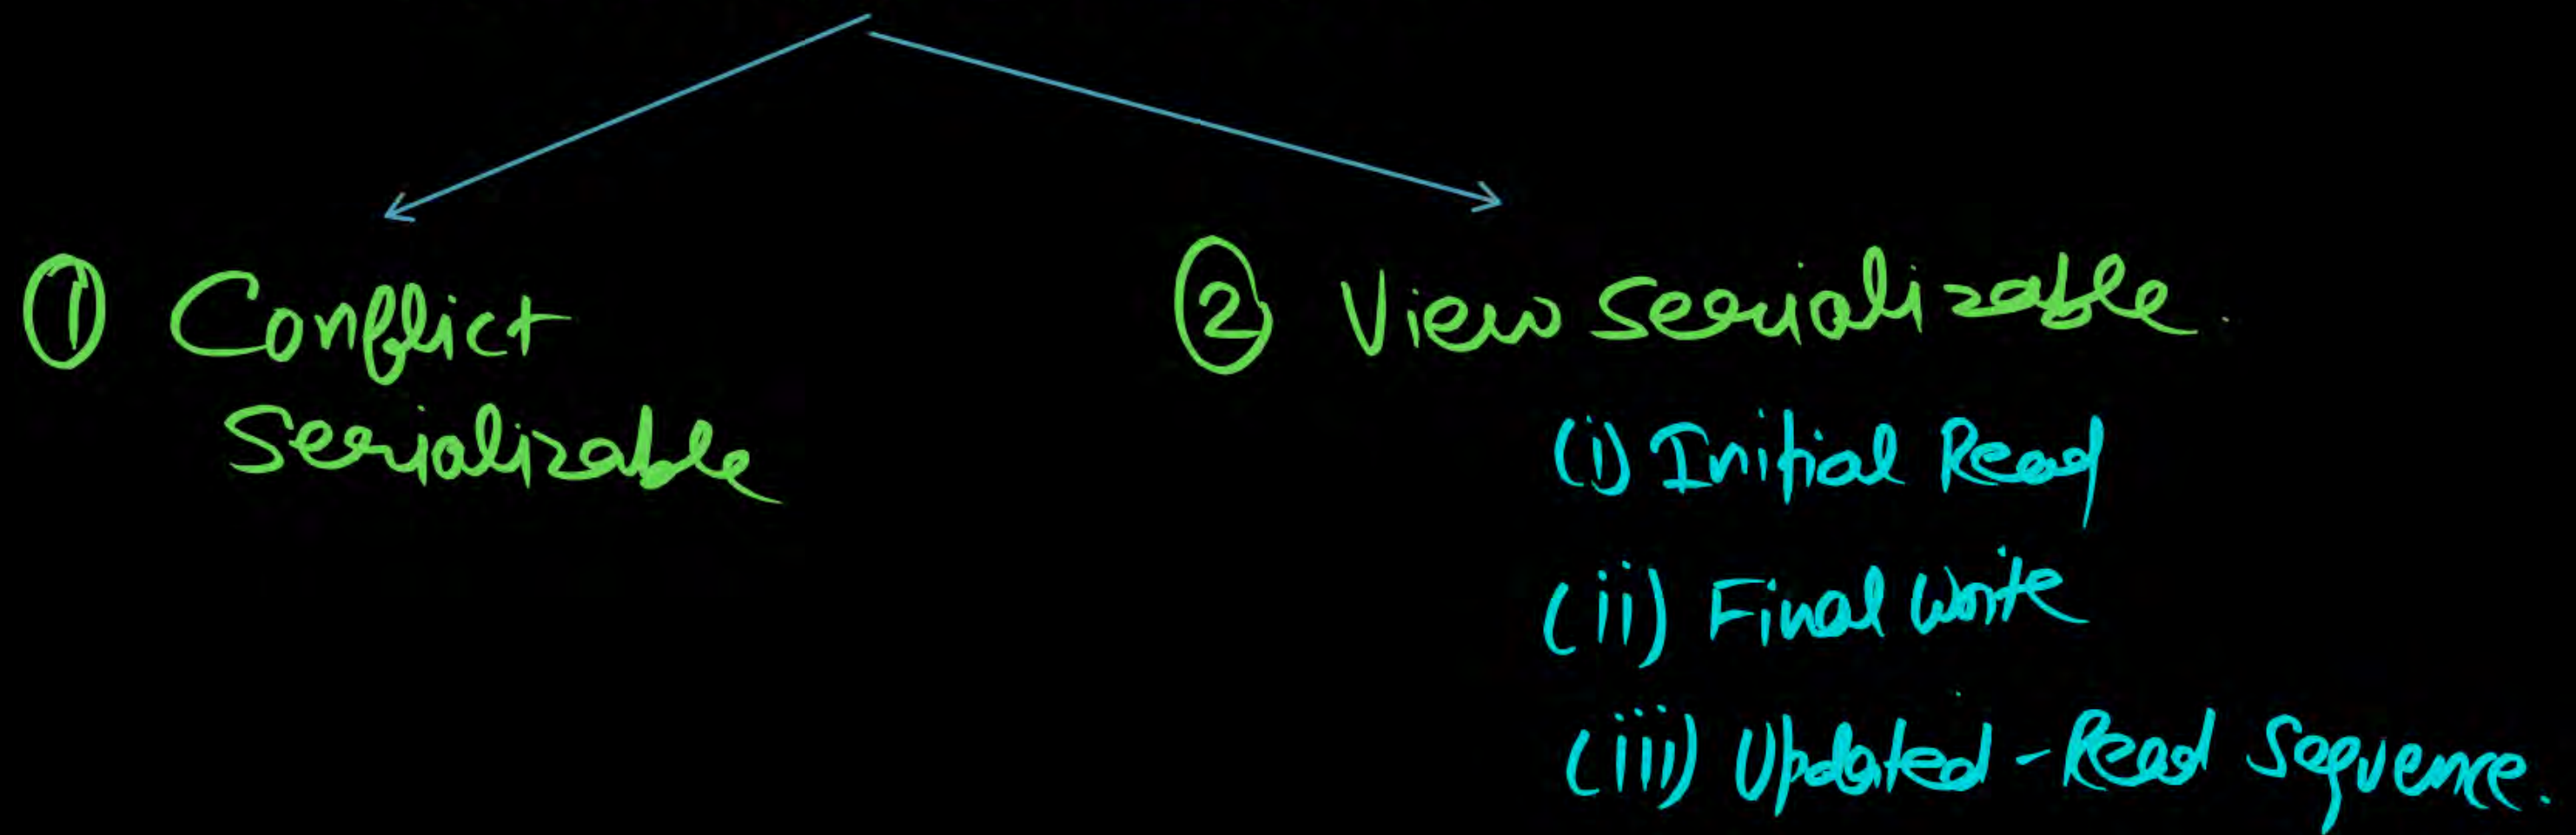 ① Conflict
Serializable
② View Serializable.
(i) Initial Read
(ii) Final Write
(iii) Updated - Read Sequence.